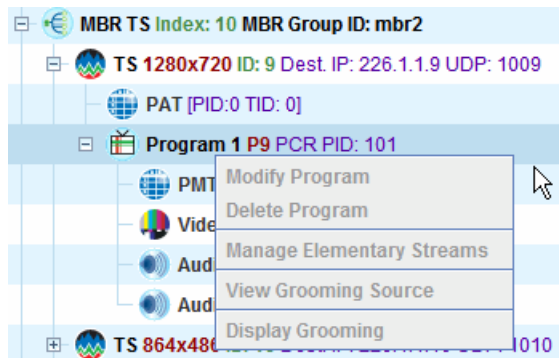 MBR TS Index: 10 MBR Group ID: mbr2
TS 1280x720 ID: 9 Dest. IP: 226.1.1.9 UDP: 1009
PAT [PID:0 TID: 0]
Program 1 P9 PCR PID: 101
PMT
Modify Program
Delete Program
Vide
Manage Elementary Streams
Aud
View Grooming Source
Aud
Display Grooming
TS 864x486 1010